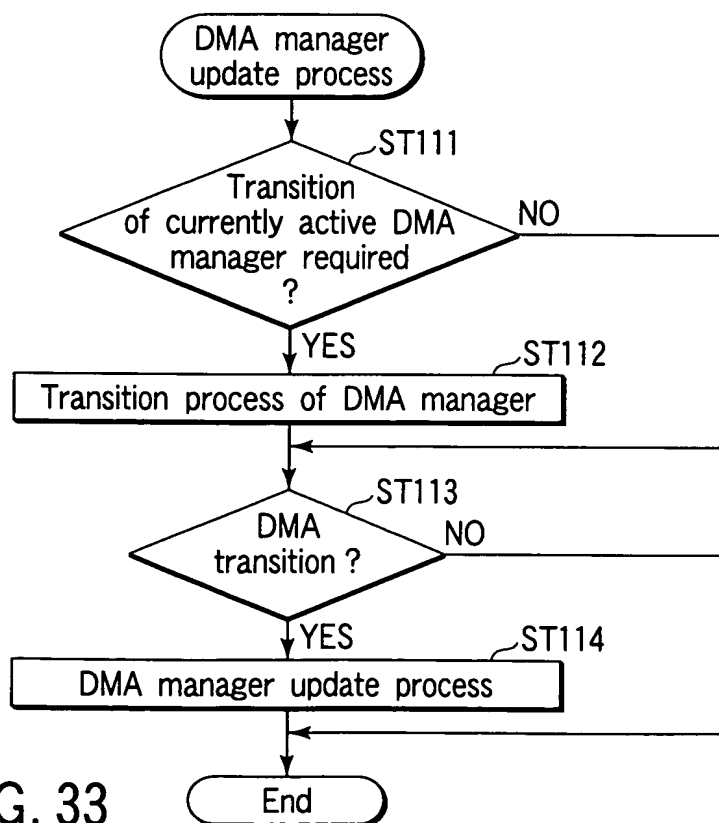 DMA manager
update process
ST111
Transition
of currently active DMA
manager required
?
NO
YES
ST112
Transition process of DMA manager
ST113
DMA
transition ?
NO
YES
ST114
DMA manager update process
G. 33
End